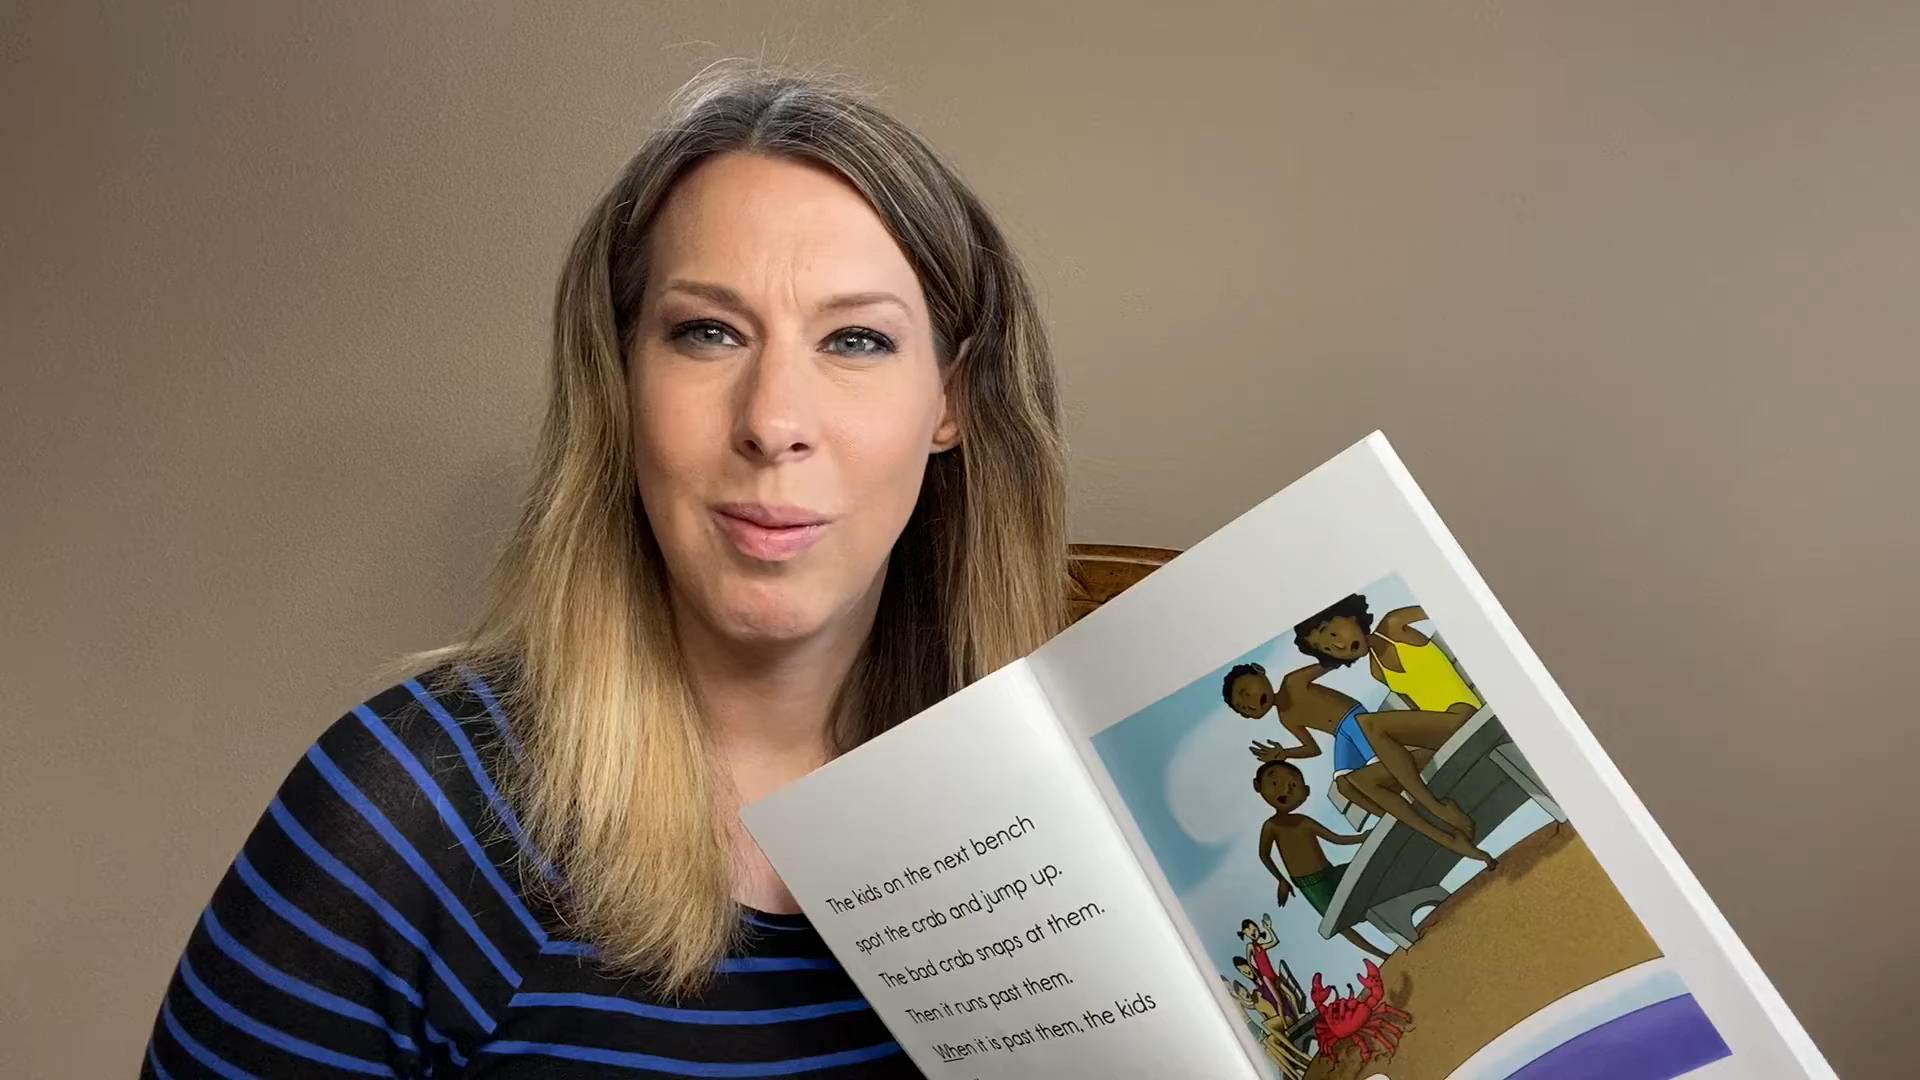 The kids on the next bench
spot the crab and jump up.
The bad crab snaps at them.
Then it runs past them.
When it is past them, the kids